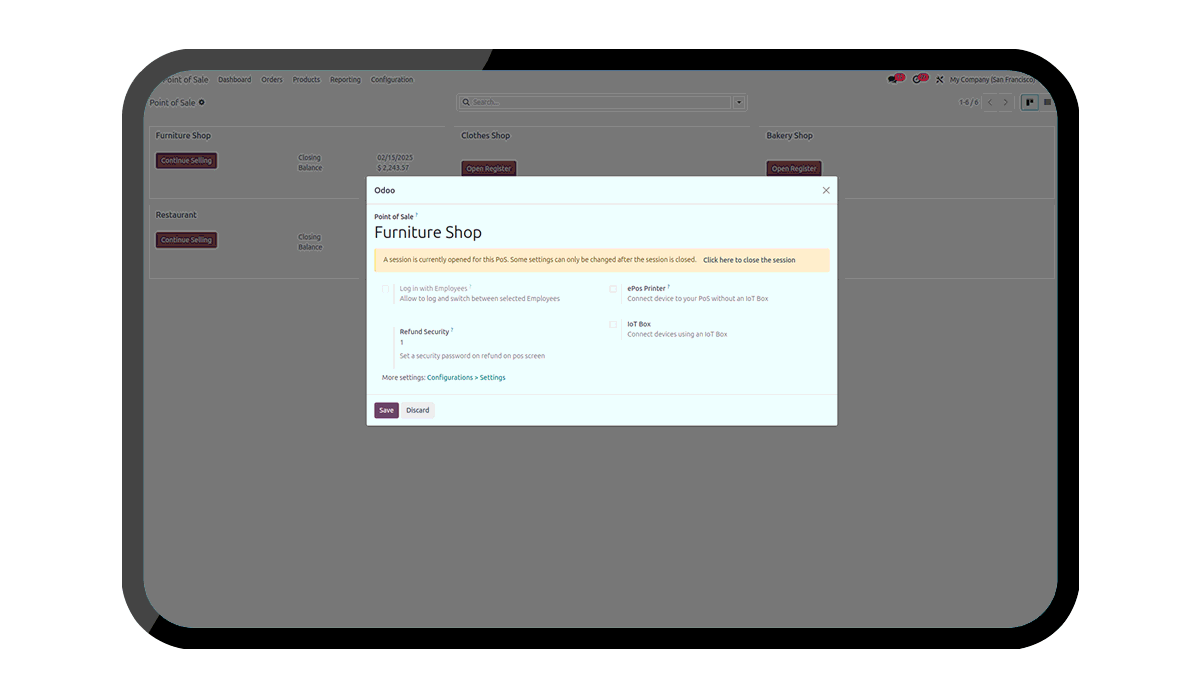 Point of Sale Dashboard Orders Products Reporting Configuration My Company (San Francisco)
Point of Sale Search... 1-6 / 6
Furniture Shop Clothes Shop Bakery Shop
Continue Selling Closing Balance 02/15/2025 $ 2,243.57 Open Register Open Register
Restaurant
Continue Selling Closing Balance
Odoo
Point of Sale ?
Furniture Shop
A session is currently opened for this PoS. Some settings can only be changed after the session is closed. Click here to close the session
Log in with Employees ? ePos Printer ?
Allow to log and switch between selected Employees Connect device to your PoS without an IoT Box
Refund Security ? IoT Box
1 Connect devices using an IoT Box
Set a security password on refund on pos screen
More settings: Configurations > Settings
Save Discard